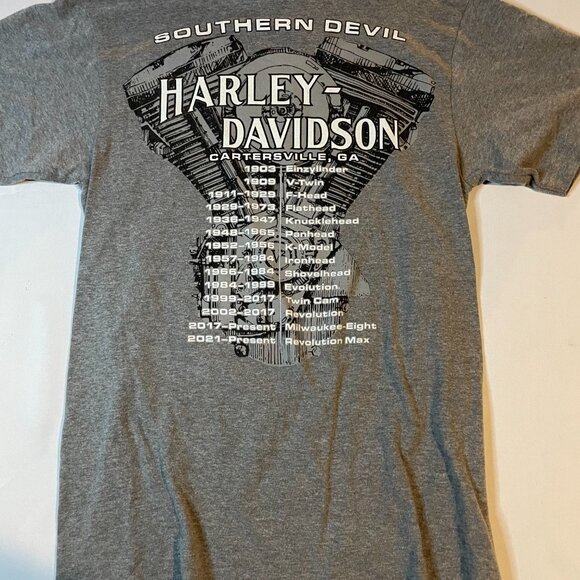 SOUTHERN DEVIL
HARLEY-
DAVIDSON
CARTERSVILLE, GA
1903 Einzylinder
1909 V-Twin
1911-1929 F-Head
1929-1973 Flathead
1936-1947 Knucklehead
1948-1965 Panhead
1952-1956 K-Model
1957-1984 Ironhead
1966-1984 Shovelhead
1984-1999 Evolution
1999-2017 Twin Cam
2002-2017 Revolution
2017-Present Milwaukee-Eight
2021-Present Revolution Max